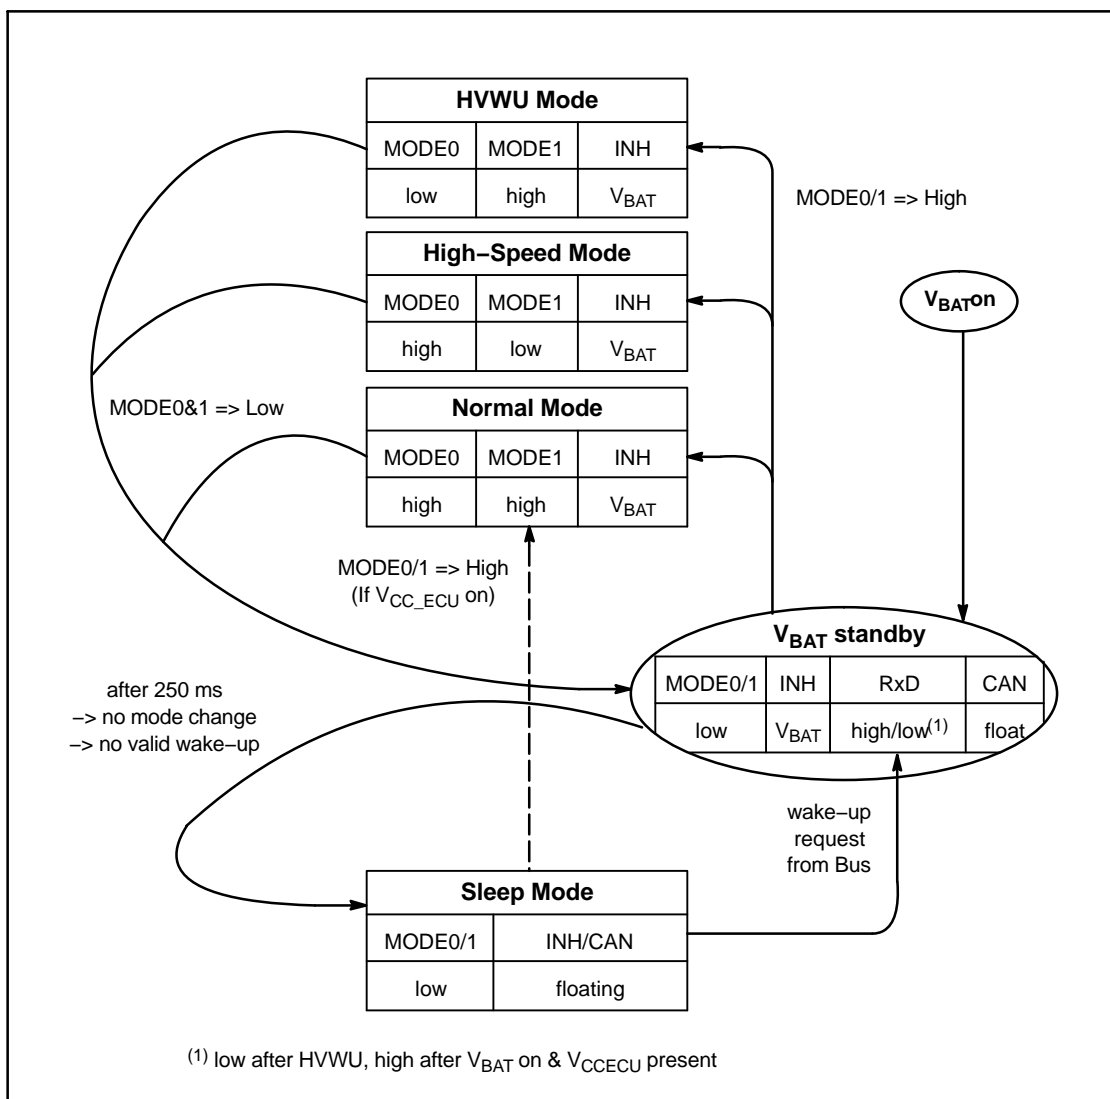 HVWU Mode
MODE0 MODE1 INH
low high VBAT
MODE0/1 => High
High–Speed Mode
MODE0 MODE1 INH
high low VBAT
VBATon
MODE0&1 => Low
Normal Mode
MODE0 MODE1 INH
high high VBAT
MODE0/1 => High
(If VCC_ECU on)
VBAT standby
MODE0/1 INH RxD CAN
low VBAT high/low(1) float
after 250 ms
–> no mode change
–> no valid wake–up
wake–up
request
from Bus
Sleep Mode
MODE0/1 INH/CAN
low floating
(1) low after HVWU, high after VBAT on & VCCECU present